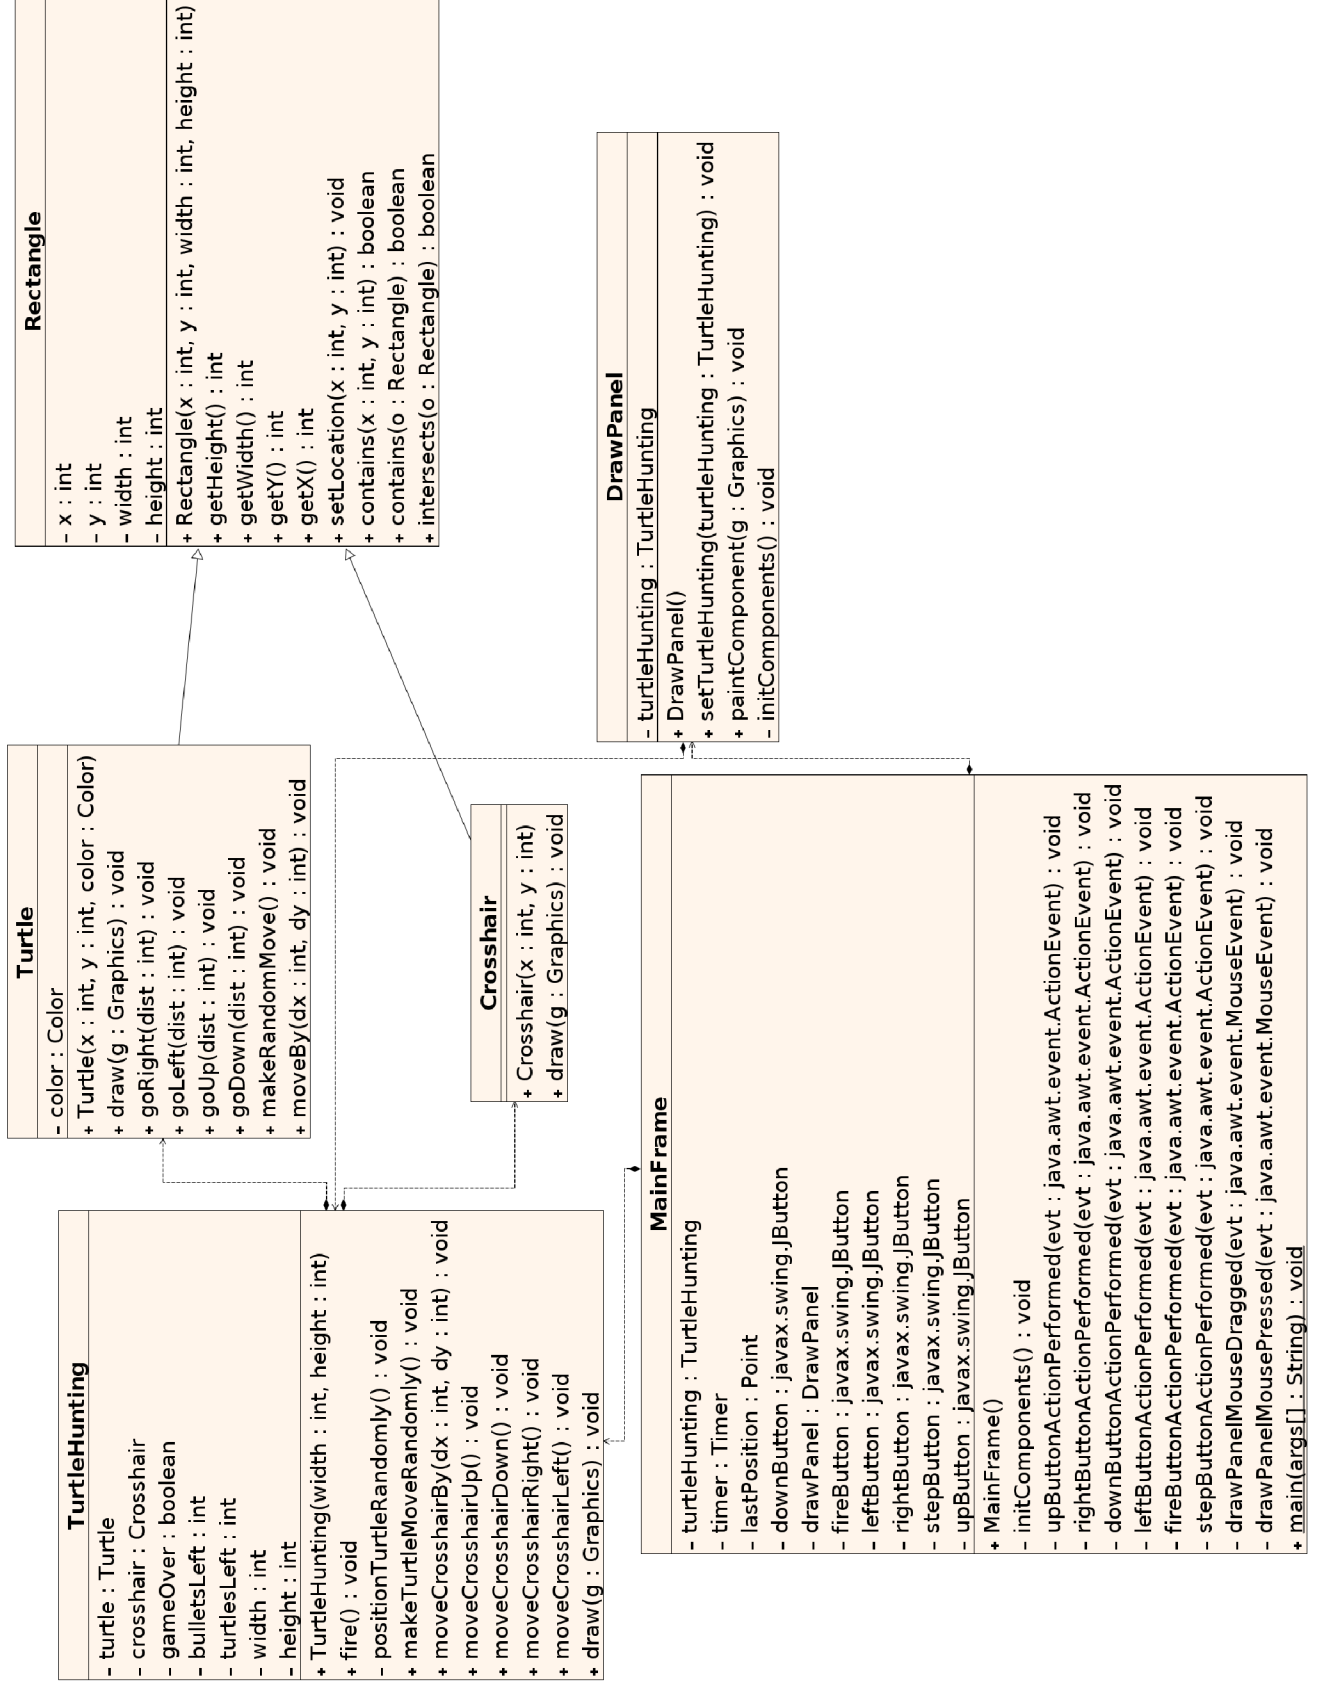 TurtleHunting
– turtle : Turtle
– crosshair : Crosshair
– gameOver : boolean
– bulletsLeft : int
– turtlesLeft : int
– width : int
– height : int
+ TurtleHunting(width : int, height : int)
+ fire() : void
– positionTurtleRandomly() : void
+ makeTurtleMoveRandomly() : void
+ moveCrosshairBy(dx : int, dy : int) : void
+ moveCrosshairUp() : void
+ moveCrosshairDown() : void
+ moveCrosshairRight() : void
+ moveCrosshairLeft() : void
+ draw(g : Graphics) : void
Turtle
– color : Color
+ Turtle(x : int, y : int, color : Color)
+ draw(g : Graphics) : void
+ goRight(dist : int) : void
+ goLeft(dist : int) : void
+ goUp(dist : int) : void
+ goDown(dist : int) : void
+ makeRandomMove() : void
+ moveBy(dx : int, dy : int) : void
Rectangle
– x : int
– y : int
– width : int
– height : int
+ Rectangle(x : int, y : int, width : int, height : int)
+ getHeight() : int
+ getWidth() : int
+ getY() : int
+ getX() : int
+ setLocation(x : int, y : int) : void
+ contains(x : int, y : int) : boolean
+ contains(o : Rectangle) : boolean
+ intersects(o : Rectangle) : boolean
Crosshair
+ Crosshair(x : int, y : int)
+ draw(g : Graphics) : void
DrawPanel
– turtleHunting : TurtleHunting
+ DrawPanel()
+ setTurtleHunting(turtleHunting : TurtleHunting) : void
+ paintComponent(g : Graphics) : void
– initComponents() : void
MainFrame
– turtleHunting : TurtleHunting
– timer : Timer
– lastPosition : Point
– downButton : javax.swing.JButton
– drawPanel : DrawPanel
– fireButton : javax.swing.JButton
– leftButton : javax.swing.JButton
– rightButton : javax.swing.JButton
– stepButton : javax.swing.JButton
– upButton : javax.swing.JButton
+ MainFrame()
– initComponents() : void
– upButtonActionPerformed(evt : java.awt.event.ActionEvent) : void
– rightButtonActionPerformed(evt : java.awt.event.ActionEvent) : void
– downButtonActionPerformed(evt : java.awt.event.ActionEvent) : void
– leftButtonActionPerformed(evt : java.awt.event.ActionEvent) : void
– fireButtonActionPerformed(evt : java.awt.event.ActionEvent) : void
– stepButtonActionPerformed(evt : java.awt.event.ActionEvent) : void
– drawPanelMouseDragged(evt : java.awt.event.MouseEvent) : void
– drawPanelMousePressed(evt : java.awt.event.MouseEvent) : void
+ main(args[] : String) : void